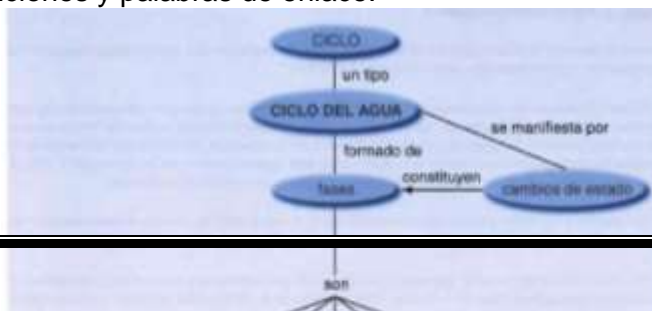 ciones y palabras de enlace.
CICLO
un tipo
CICLO DEL AGUA
se manifiesta por
formado de
constituyen
fases
cambios de estado
son